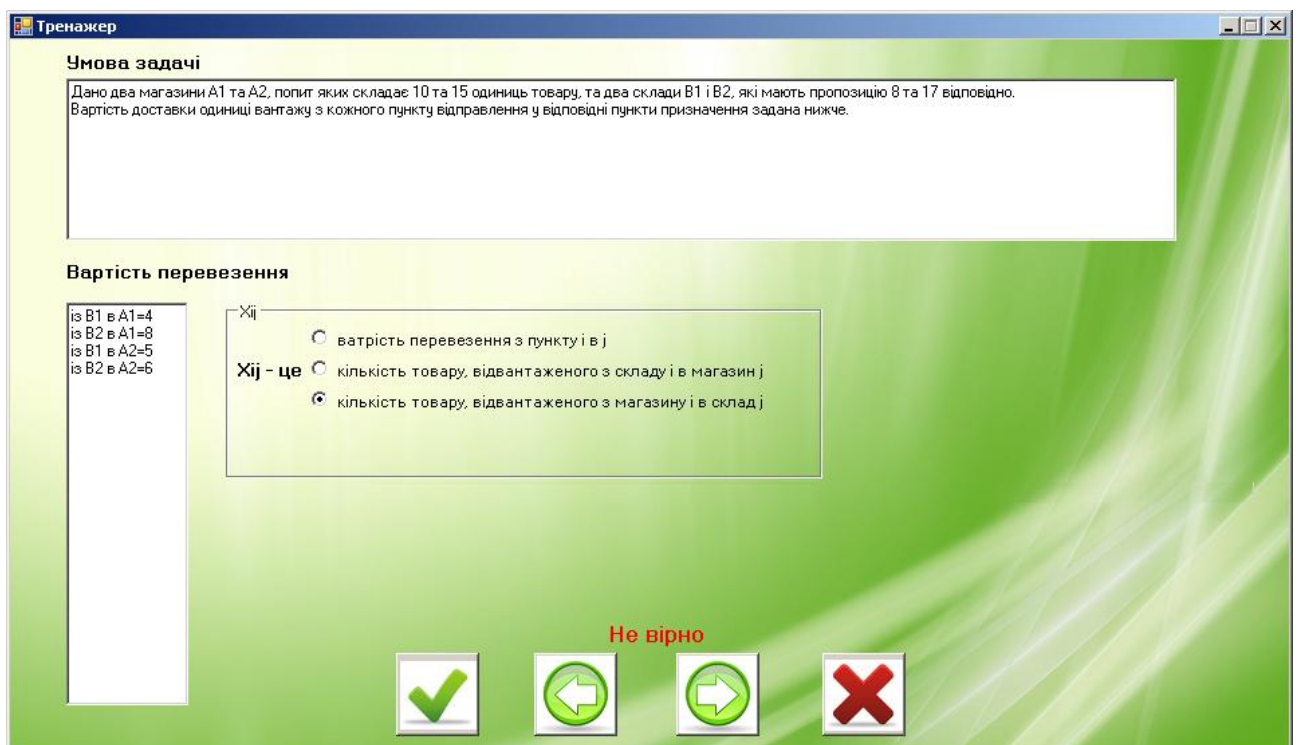 Тренажер
Умова задачі
Дано два магазини А1 та А2, попит яких складає 10 та 15 одиниць товару, та два склади В1 і В2, які мають пропозицію 8 та 17 відповідно.
Вартість доставки одиниці вантажу з кожного пункту відправлення у відповідні пункти призначення задана нижче.
Вартість перевезення
із В1 в А1=4
із В2 в А1=8
із В1 в А2=5
із В2 в А2=6
Xij
ватрість перевезення з пункту і в j
Xij - це
кількість товару, відвантаженого з складу і в магазин j
кількість товару, відвантаженого з магазину і в склад j
Не вірно